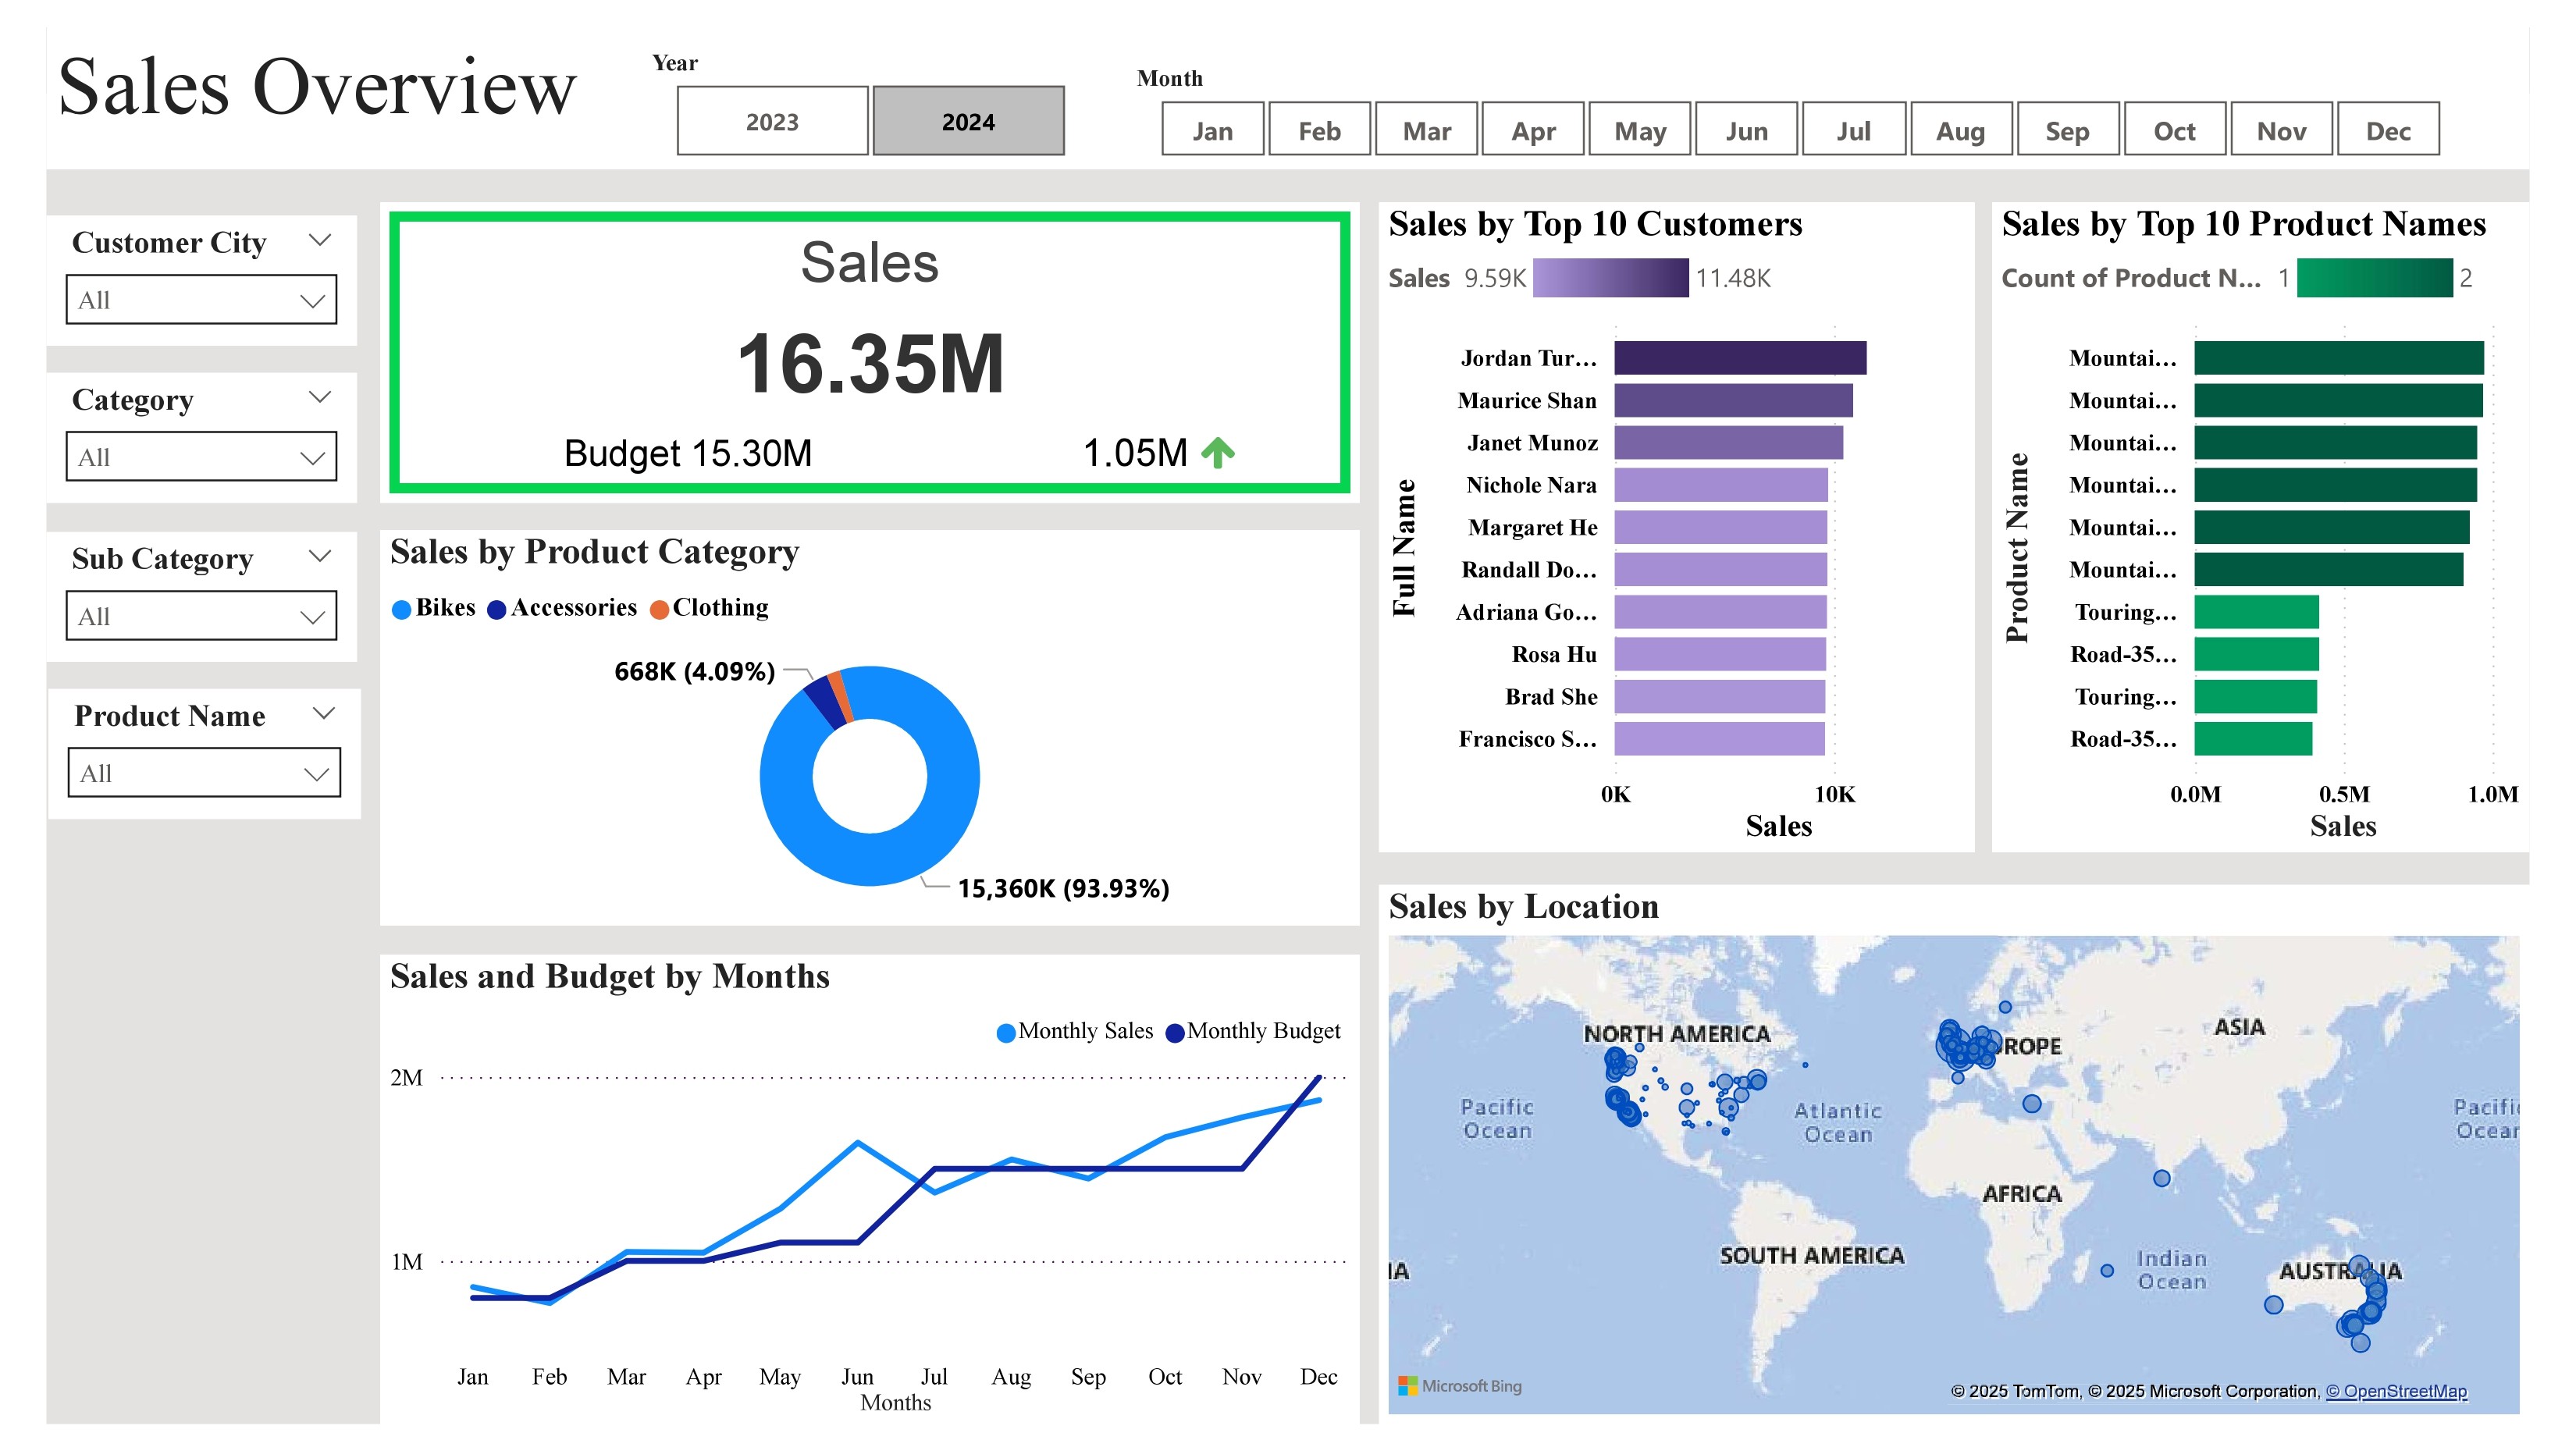 Sales Overview
Year
2023
2024
Month
Jan
Feb
Mar
Apr
May
Jun
Jul
Aug
Sep
Oct
Nov
Dec
Customer City
All
Category
All
Sub Category
All
Product Name
All
Sales
16.35M
Budget 15.30M
1.05M
Sales by Product Category
Bikes
Accessories
Clothing
668K (4.09%)
15,360K (93.93%)
Sales and Budget by Months
Monthly Sales
Monthly Budget
2M
1M
Jan
Feb
Mar
Apr
May
Jun
Jul
Aug
Sep
Oct
Nov
Dec
Months
Sales by Top 10 Customers
Sales 9.59K 11.48K
Full Name
Jordan Tur...
Maurice Shan
Janet Munoz
Nichole Nara
Margaret He
Randall Do...
Adriana Go...
Rosa Hu
Brad She
Francisco S...
0K
10K
Sales
Sales by Top 10 Product Names
Count of Product N... 1 2
Product Name
Mountai...
Mountai...
Mountai...
Mountai...
Mountai...
Mountai...
Touring...
Road-35...
Touring...
Road-35...
0.0M
0.5M
1.0M
Sales
Sales by Location
NORTH AMERICA
ROPE
ASIA
Pacific
Ocean
Atlantic
Ocean
Pacific
Ocean
AFRICA
SOUTH AMERICA
IA
Indian
Ocean
AUSTRALIA
Microsoft Bing
© 2025 TomTom, © 2025 Microsoft Corporation, © OpenStreetMap